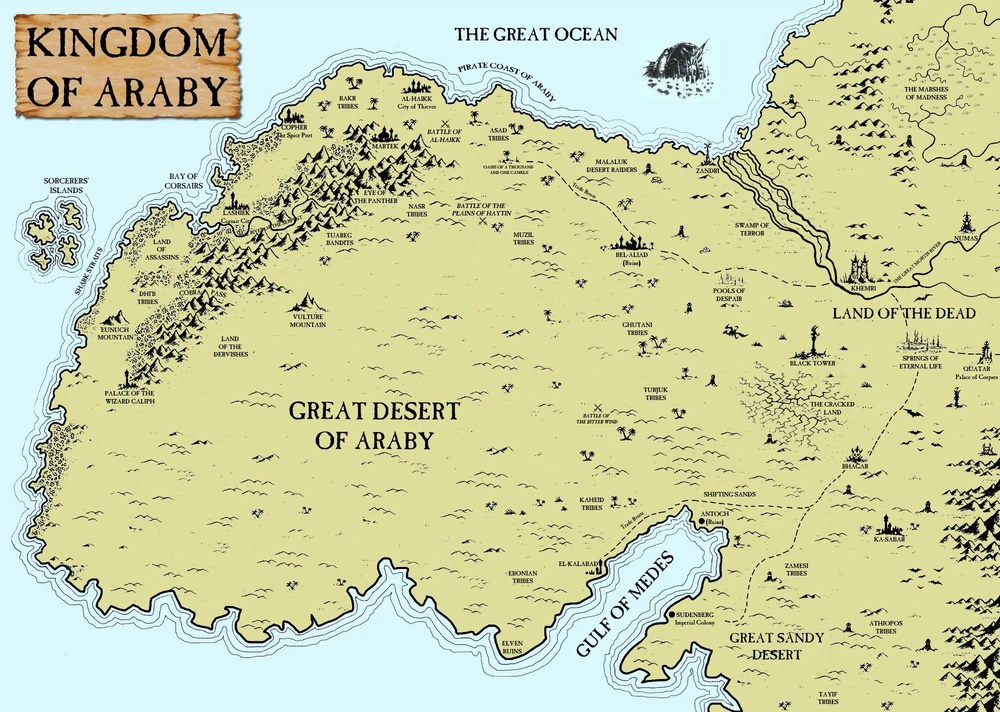 KINGDOM
OF ARABY
THE GREAT OCEAN
PIRATE COAST OF ARABY
BAKR
TRIBES
AL-HAIKK
City of Thieves
THE MARSHES
OF MADNESS
COPHER
The Spice Port
BATTLE OF
AL-HAIKK
ASAD
TRIBES
MARTEK
OASIS OF A THOUSAND
AND ONE CAMELS
MALALUK
DESERT RAIDERS
ZANDRI
SORCERERS'
ISLANDS
BAY OF
CORSAIRS
EYE OF
THE PANTHER
Trade Route
LASHIEK
Corsair City
NASR
TRIBES
BATTLE OF THE
PLAINS OF HAYTIN
SWAMP OF
TERROR
NUMAS
LAND
OF
ASSASSINS
TUAREG
BANDITS
MUZIL
TRIBES
BEL-ALIAD
(Ruins)
THE GREAT MORTIS RIVER
SHARK STRAITS
DHI'B
TRIBES
COBRA PASS
POOLS OF
DESPAIR
KHEMRI
VULTURE
MOUNTAIN
LAND OF THE DEAD
EUNUCH
MOUNTAIN
GHUTANI
TRIBES
LAND
OF THE
DERVISHES
BLACK TOWER
SPRINGS OF
ETERNAL LIFE
QUATAR
Palace of Corpses
PALACE OF THE
WIZARD CALIPH
TURJUK
TRIBES
THE CRACKED
LAND
GREAT DESERT
OF ARABY
BATTLE OF
THE BITTER WIND
BHAGAR
KAHEID
TRIBES
SHIFTING SANDS
Trade Route
ANTOCH
(Ruins)
KA-SABAR
EL-KALABAD
EBONIAN
TRIBES
ZAMESI
TRIBES
GULF OF MEDES
SUDENBERG
Imperial Colony
ATHIOPOS
TRIBES
ELVEN
RUINS
GREAT SANDY
DESERT
TAYIF
TRIBES